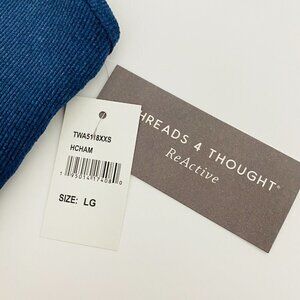 TWA5118XXS
HCHAM
SIZE: LG
THREADS 4 THOUGHT®
ReActive